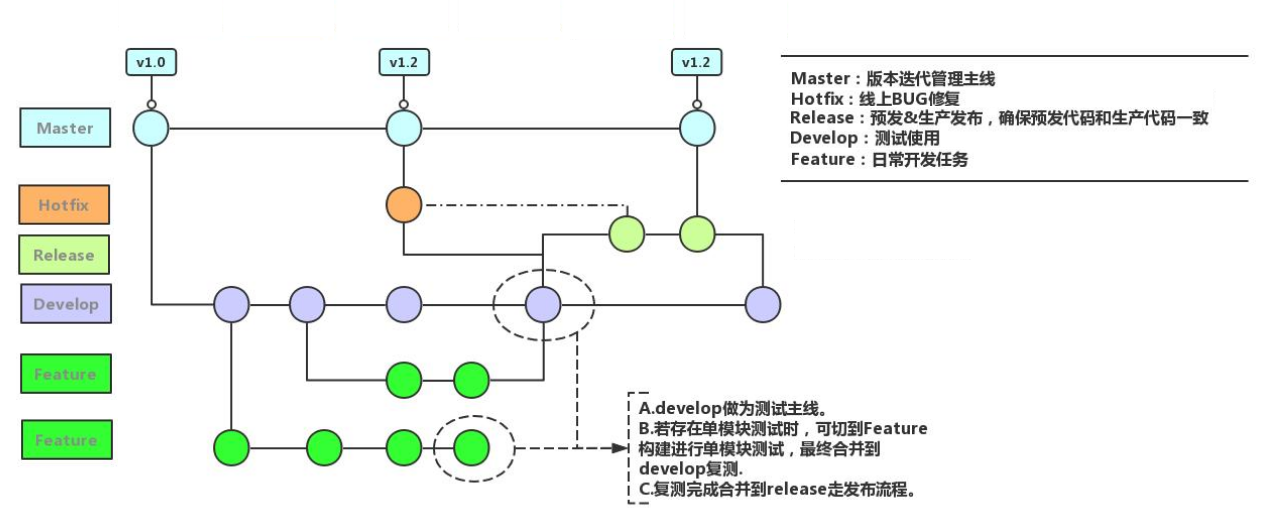 v1.0
v1.2
v1.2
Master
Hotfix
Release
Develop
Feature
Feature
Master：版本迭代管理主线
Hotfix：线上BUG修复
Release：预发&生产发布，确保预发代码和生产代码一致
Develop：测试使用
Feature：日常开发任务
A.develop做为测试主线。
B.若存在单模块测试时，可切到Feature
构建进行单模块测试，最终合并到
develop复测.
C.复测完成合并到release走发布流程。